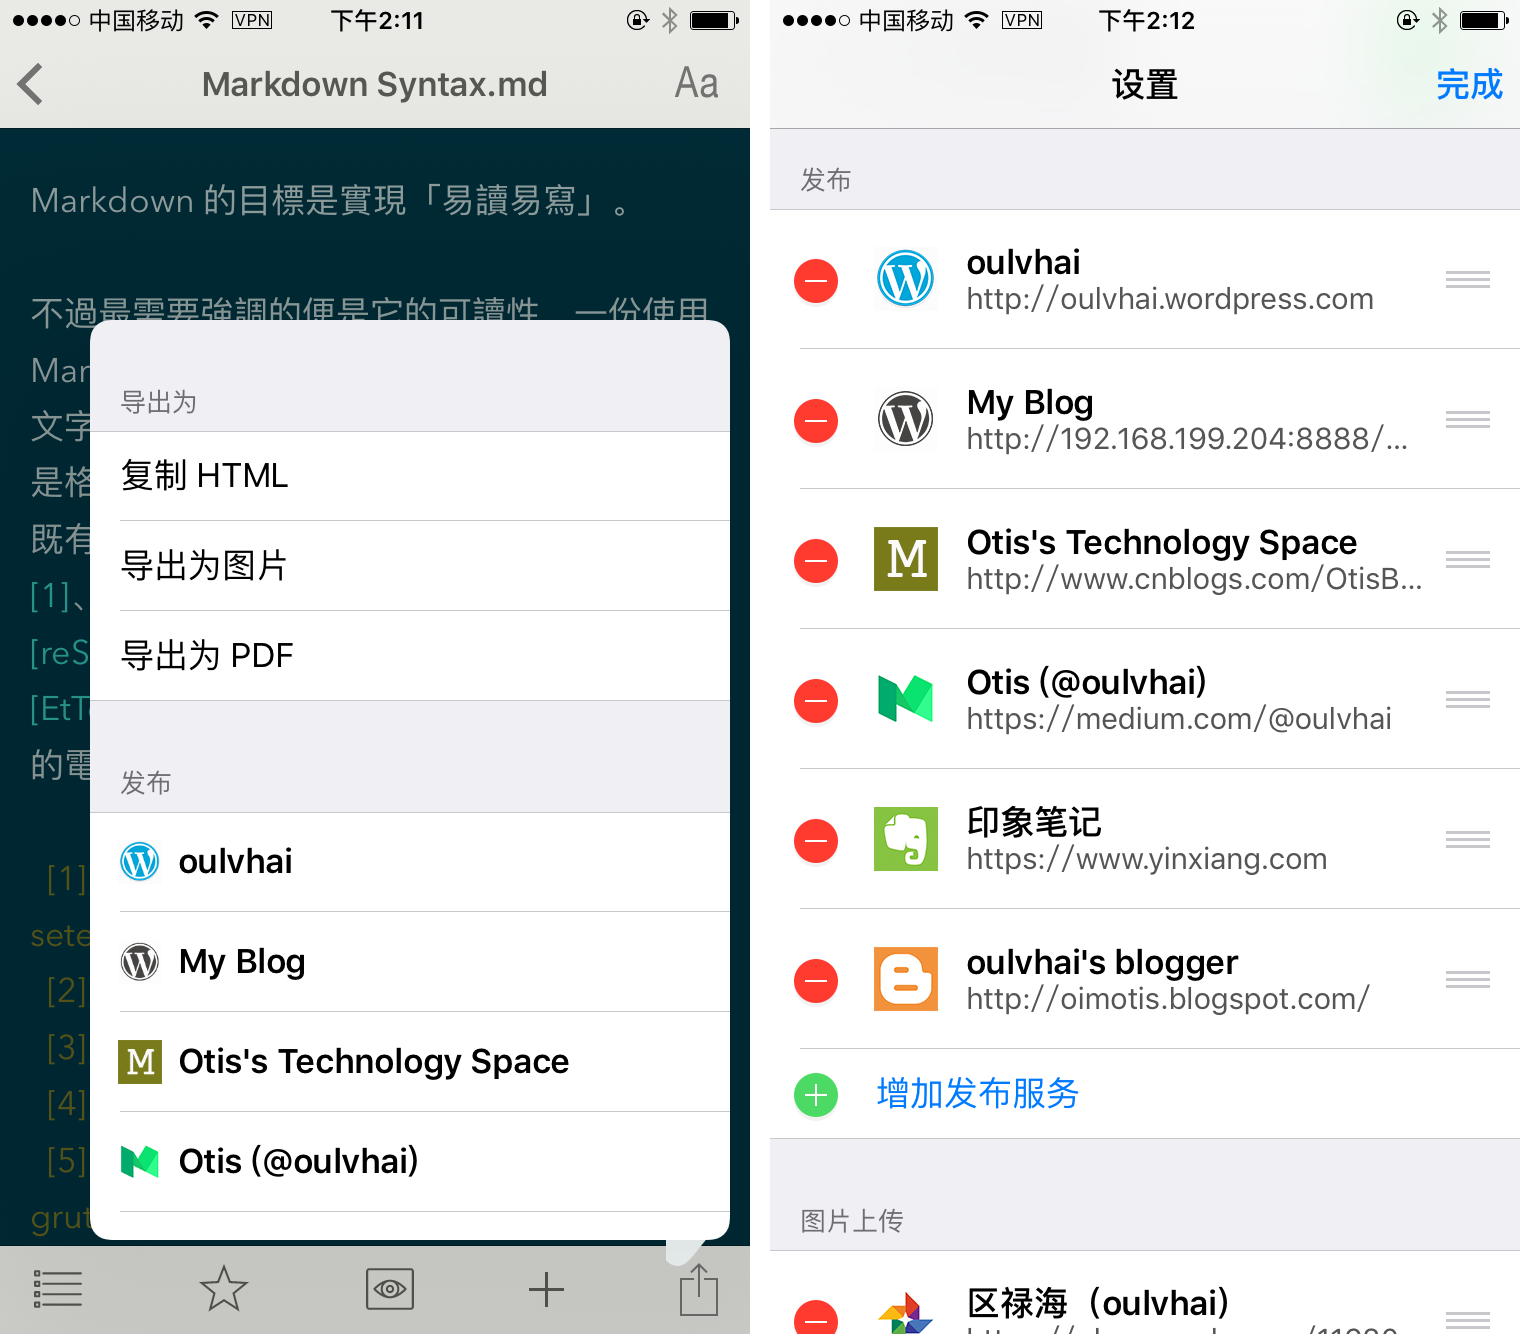 中国移动 VPN 下午2:11
Markdown Syntax.md Aa
Markdown 的目標是實現「易讀易寫」。
不過最需要強調的便是它的可讀性 一份使用
Mar
文字
是格
既有
[1]、
[reS
[EtT
的電
[1]
sete
[2]
[3]
[4]
[5]
grut
导出为
复制 HTML
导出为图片
导出为 PDF
发布
oulvhai
My Blog
M Otis's Technology Space
Otis (@oulvhai)
中国移动 VPN 下午2:12
设置 完成
发布
oulvhai
http://oulvhai.wordpress.com
My Blog
http://192.168.199.204:8888/...
M Otis's Technology Space
http://www.cnblogs.com/OtisB...
Otis (@oulvhai)
https://medium.com/@oulvhai
印象笔记
https://www.yinxiang.com
oulvhai's blogger
http://oimotis.blogspot.com/
增加发布服务
图片上传
区禄海（oulvhai）